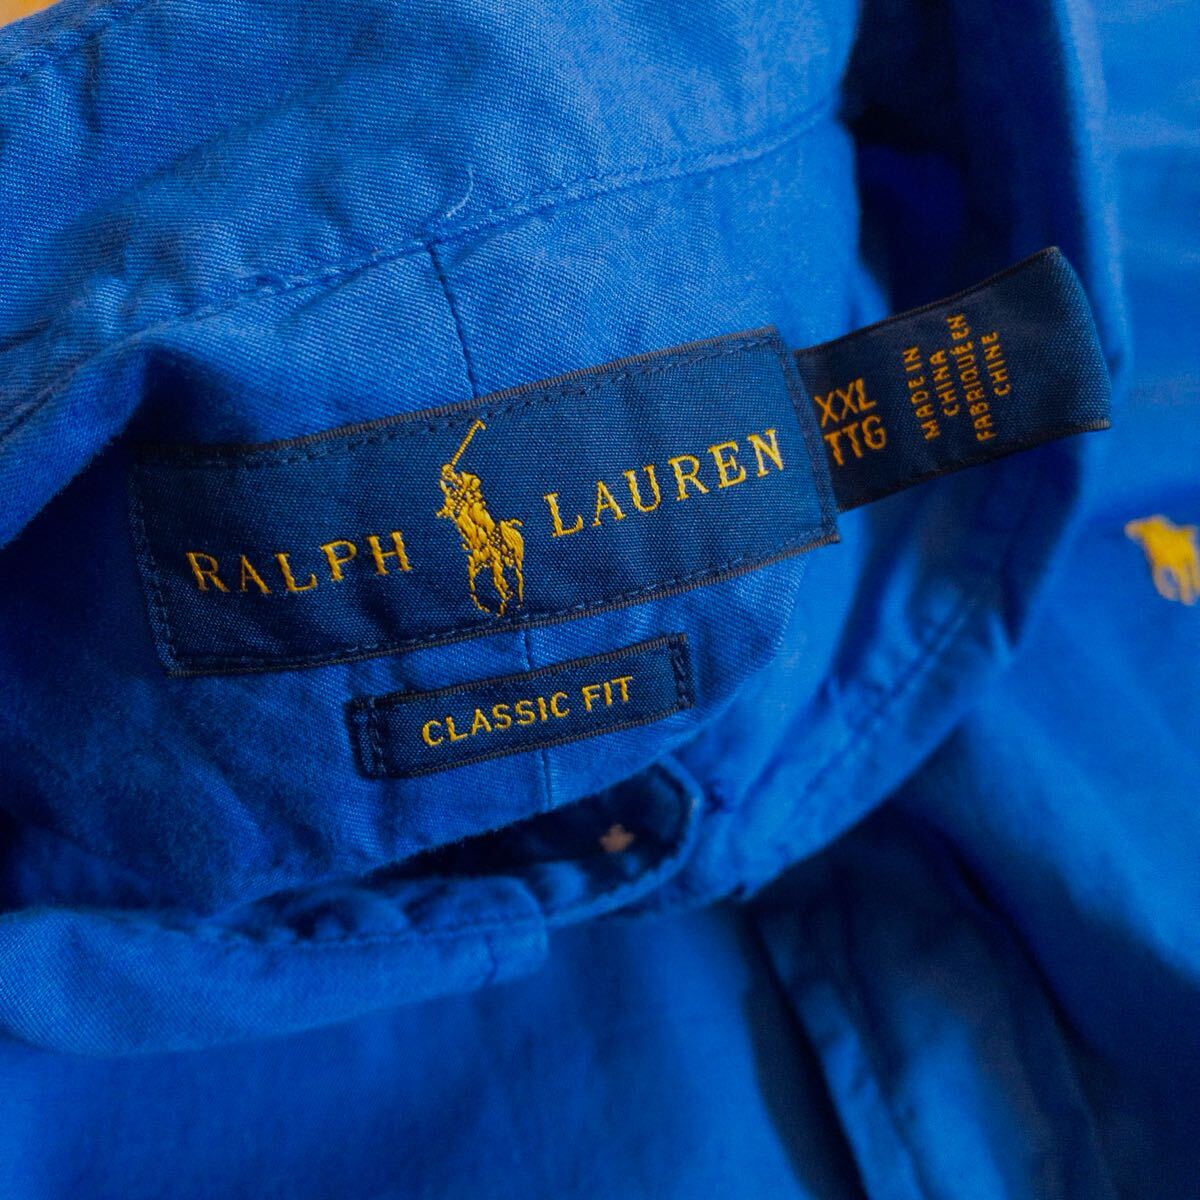 RALPH LAUREN
CLASSIC FIT
XXL
TTG
MADE IN
CHINA
FABRIQUÉ EN
CHINE